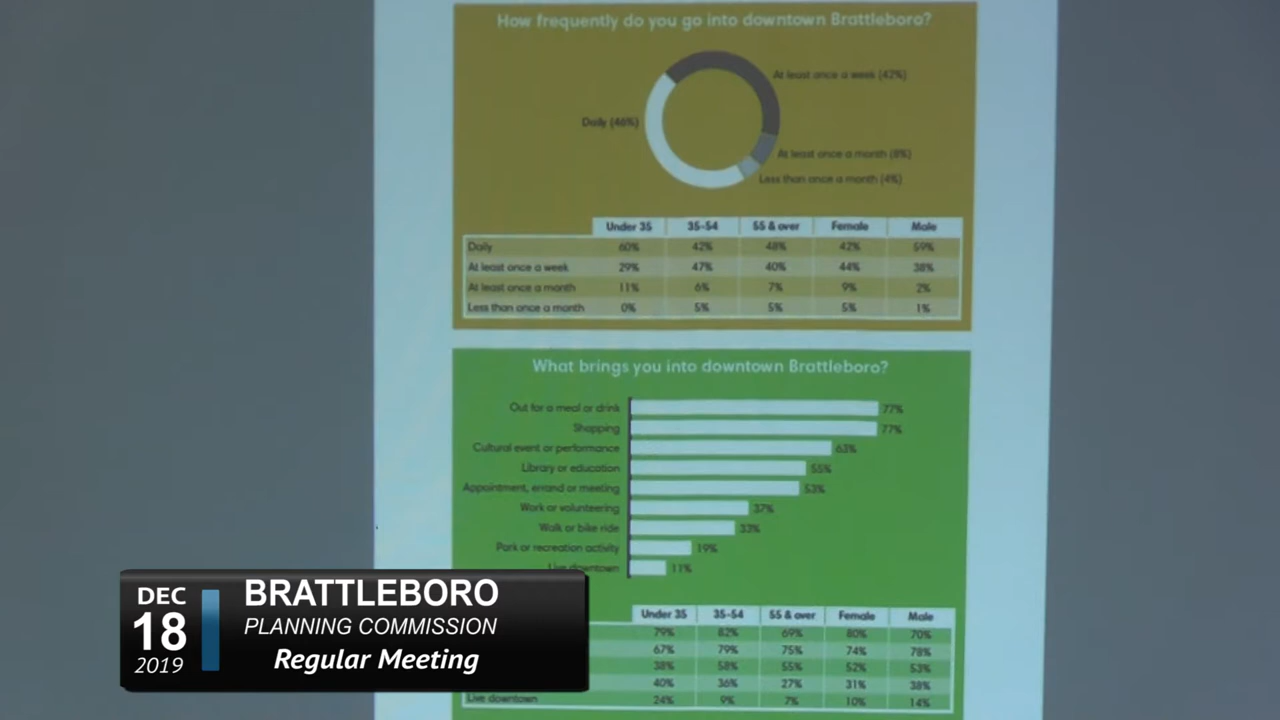 How frequently do you go into downtown Brattleboro?
At least once a week (42%)
Daily (46%)
At least once a month (8%)
Less than once a month (4%)
Under 35 35-54 55 & over Female Male
Daily 60% 42% 48% 42% 59%
At least once a week 29% 47% 40% 44% 38%
At least once a month 11% 6% 7% 9% 2%
Less than once a month 0% 5% 5% 5% 1%
What brings you into downtown Brattleboro?
Out for a meal or drink 77%
Shopping 77%
Cultural event or performance 63%
Library or education 55%
Appointment, errand or meeting 53%
Work or volunteering 37%
Walk or bike ride 33%
Park or recreation activity 19%
Live downtown 11%
Under 35 35-54 55 & over Female Male
79% 82% 69% 80% 70%
67% 79% 75% 74% 78%
38% 58% 55% 52% 53%
40% 36% 27% 31% 38%
Live downtown 24% 9% 7% 10% 14%
DEC
18
2019
BRATTLEBORO
PLANNING COMMISSION
Regular Meeting